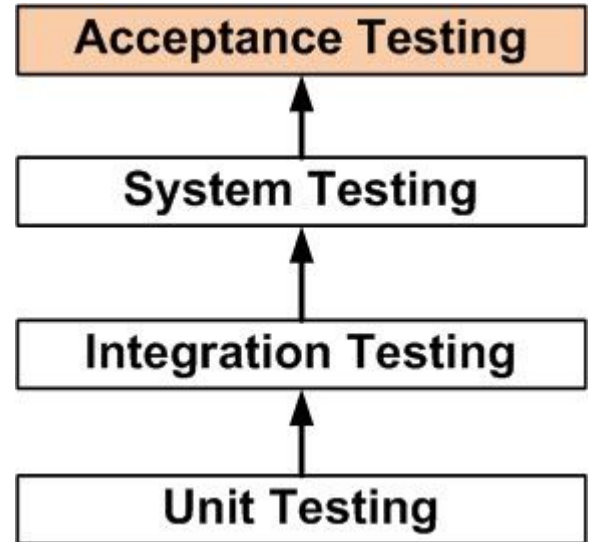 Acceptance Testing
System Testing
Integration Testing
Unit Testing